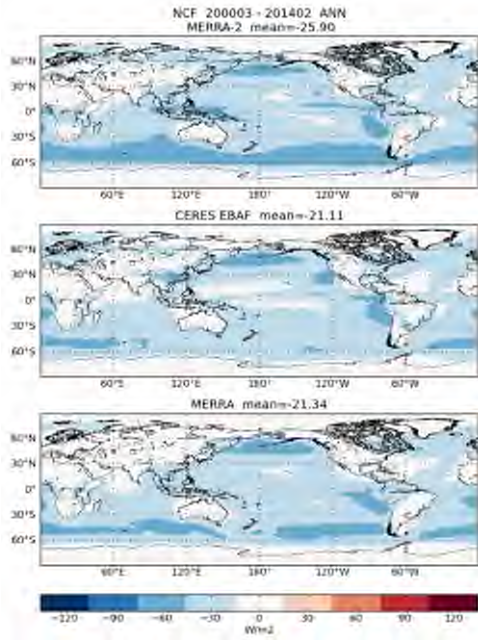 NCF 200003 - 201402 ANN
MERRA-2 mean=-25.90
60°N
30°N
0°
30°S
60°S
60°E 120°E 180° 120°W 60°W
CERES EBAF mean=-21.11
60°N
30°N
0°
30°S
60°S
60°E 120°E 180° 120°W 60°W
MERRA mean=-21.34
60°N
30°N
0°
30°S
60°S
60°E 120°E 180° 120°W 60°W
−120 −90 −60 −30 0 30 60 90 120
W/m2